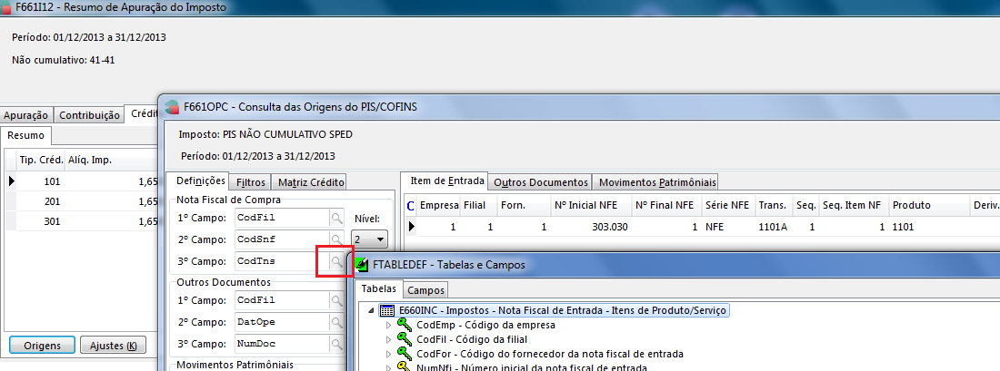 F661I12 - Resumo de Apuração do Imposto
Período: 01/12/2013 a 31/12/2013
Não cumulativo: 41-41
Apuração Contribuição Crédit
Resumo
Tip. Créd. Alíq. Imp.
101 1,65
201 1,65
301 1,65
Origens Ajustes (K)
F661OPC - Consulta das Origens do PIS/COFINS
Imposto: PIS NÃO CUMULATIVO SPED
Período: 01/12/2013 a 31/12/2013
Definições Filtros Matriz Crédito
Nota Fiscal de Compra
1º Campo: CodFil Nível:
2º Campo: CodSnf 2
3º Campo: CodTns
Outros Documentos
1º Campo: CodFil
2º Campo: DatOpe
3º Campo: NumDoc
Movimentos Patrimôniais
Item de Entrada Outros Documentos Movimentos Patrimôniais
C Empresa Filial Forn. Nº Inicial NFE Nº Final NFE Série NFE Trans. Seq. Seq. Item NF Produto Deriv.
1 1 1 303.030 1 NFE 1101A 1 1 1101
FTABLEDEF - Tabelas e Campos
Tabelas Campos
E660INC - Impostos - Nota Fiscal de Entrada - Itens de Produto/Serviço
CodEmp - Código da empresa
CodFil - Código da filial
CodFor - Código do fornecedor da nota fiscal de entrada
NumNfi - Número inicial da nota fiscal de entrada